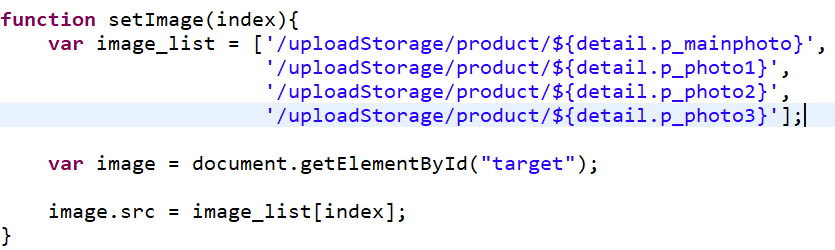 function setImage(index){
    var image_list = ['/uploadStorage/product/${detail.p_mainphoto}',
                      '/uploadStorage/product/${detail.p_photo1}',
                      '/uploadStorage/product/${detail.p_photo2}',
                      '/uploadStorage/product/${detail.p_photo3}'];
    var image = document.getElementById("target");
    image.src = image_list[index];
}